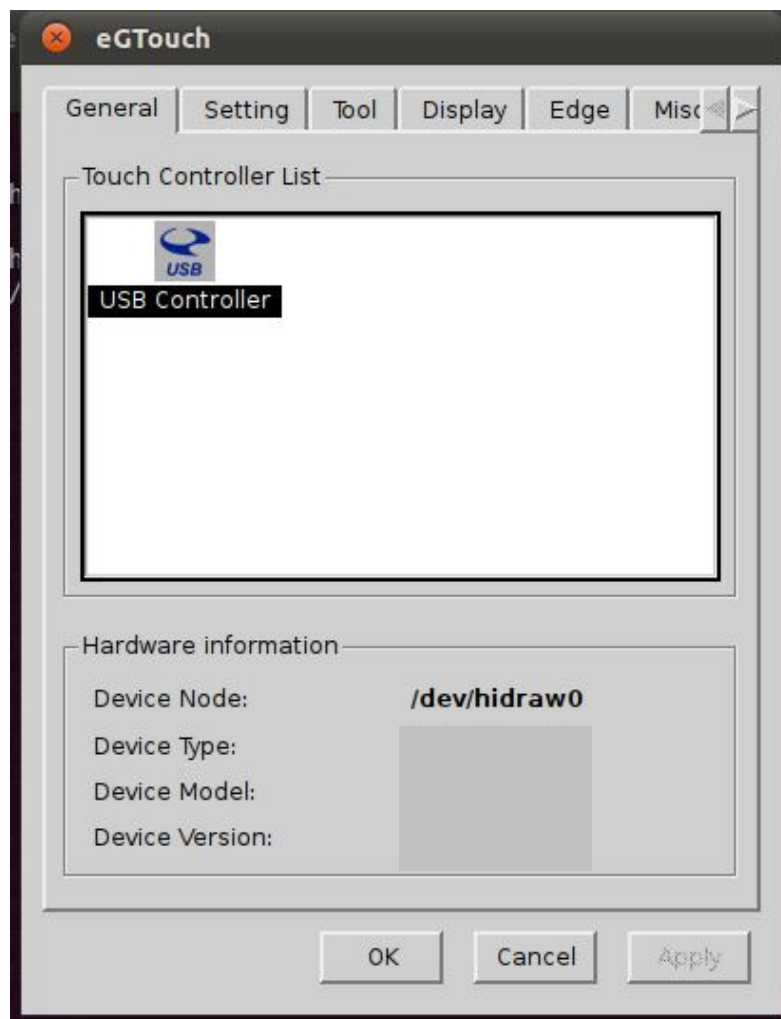 eGTouch
General Setting Tool Display Edge
Touch Controller List
USB
USB Controller
Hardware information
Device Node: /dev/hidraw0
Device Type:
Device Model:
Device Version:
OK Cancel Apply